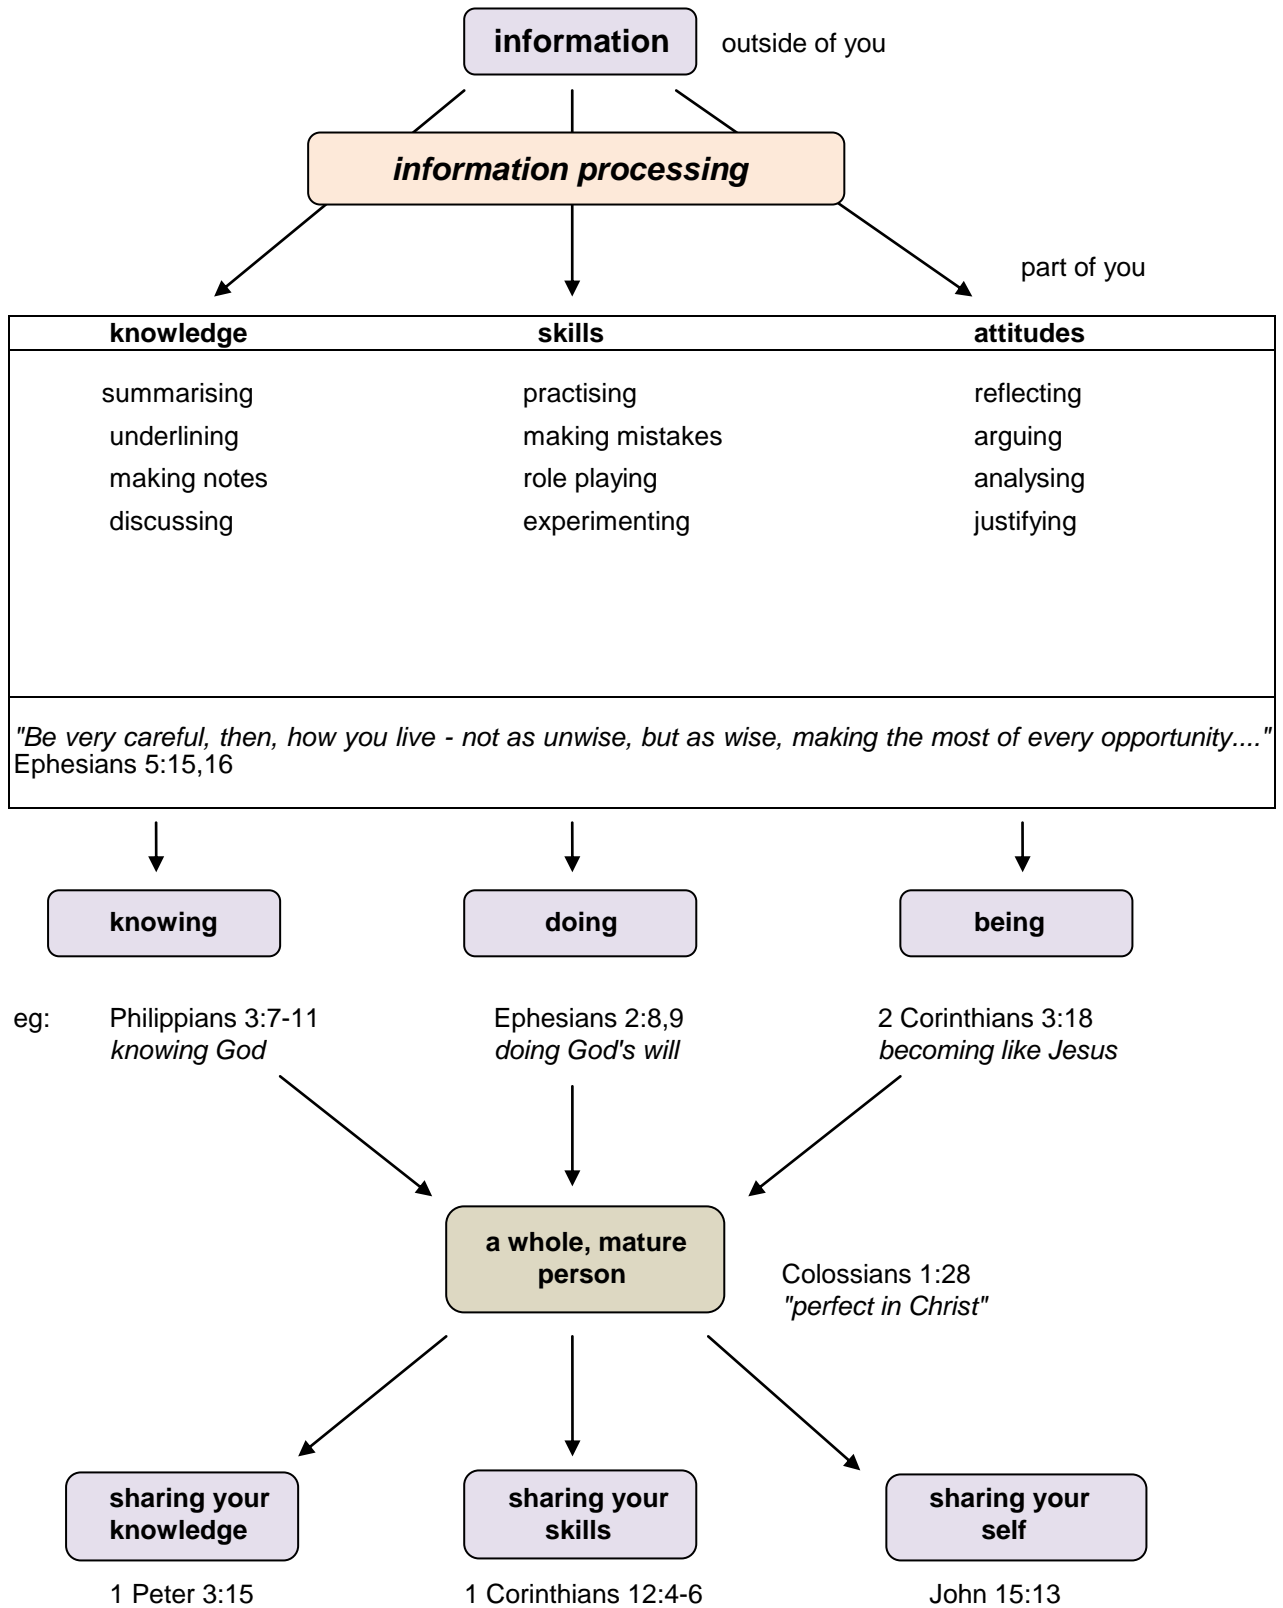 information
outside of you
information processing
part of you
knowledge skills attitudes
summarising practising reflecting
underlining making mistakes arguing
making notes role playing analysing
discussing experimenting justifying
"Be very careful, then, how you live - not as unwise, but as wise, making the most of every opportunity...."
Ephesians 5:15,16
knowing doing being
eg: Philippians 3:7-11 Ephesians 2:8,9 2 Corinthians 3:18
knowing God doing God's will becoming like Jesus
a whole, mature
person
Colossians 1:28
"perfect in Christ"
sharing your
knowledge
sharing your
skills
sharing your
self
1 Peter 3:15 1 Corinthians 12:4-6 John 15:13